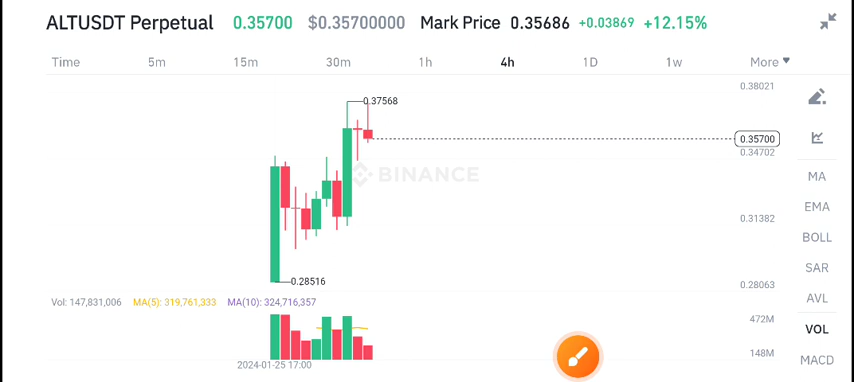 ALTUSDT Perpetual 0.35700 $0.35700000 Mark Price 0.35686 +0.03869 +12.15%
Time 5m 15m 30m 1h 4h 1D 1w More
0.38021
0.37568
0.35700
0.34702
BINANCE
MA
EMA
0.31382
BOLL
SAR
0.28516
0.28063
AVL
Vol: 147,831,006 MA(5): 319,761,333 MA(10): 324,716,357
472M
VOL
148M
MACD
2024-01-25 17:00